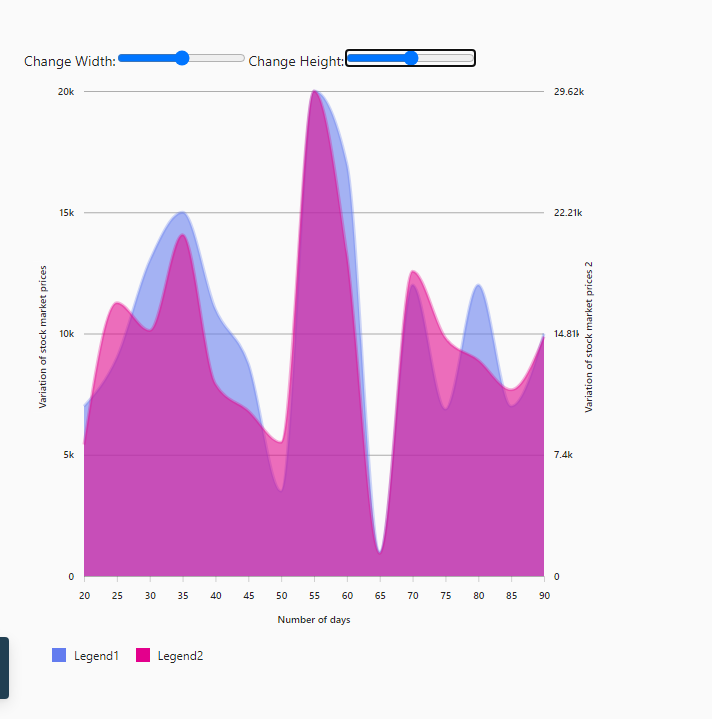 Change Width: Change Height:
20k 29.62k
15k 22.21k
Variation of stock market prices
Variation of stock market prices 2
10k 14.81k
5k 7.4k
0 0
20 25 30 35 40 45 50 55 60 65 70 75 80 85 90
Number of days
Legend1 Legend2